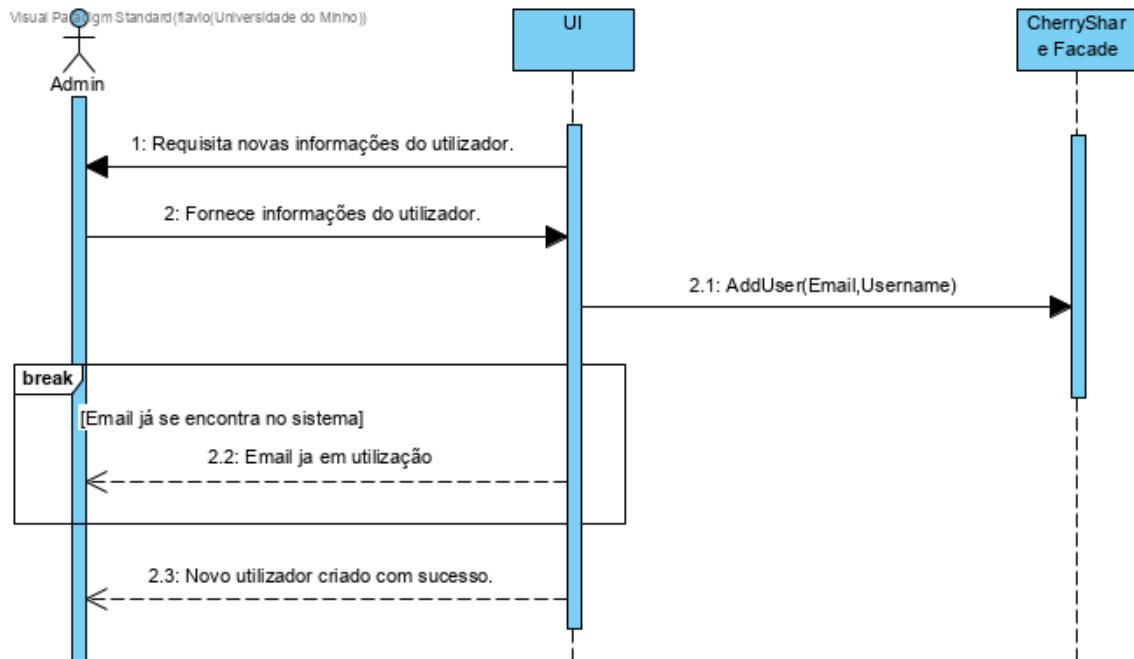 Visual Paradigm Standard(flavio(Universidade do Minho))
Admin
UI
CherryShar
e Facade
1: Requisita novas informações do utilizador.
2: Fornece informações do utilizador.
2.1: AddUser(Email,Username)
break
[Email já se encontra no sistema]
2.2: Email ja em utilização
2.3: Novo utilizador criado com sucesso.